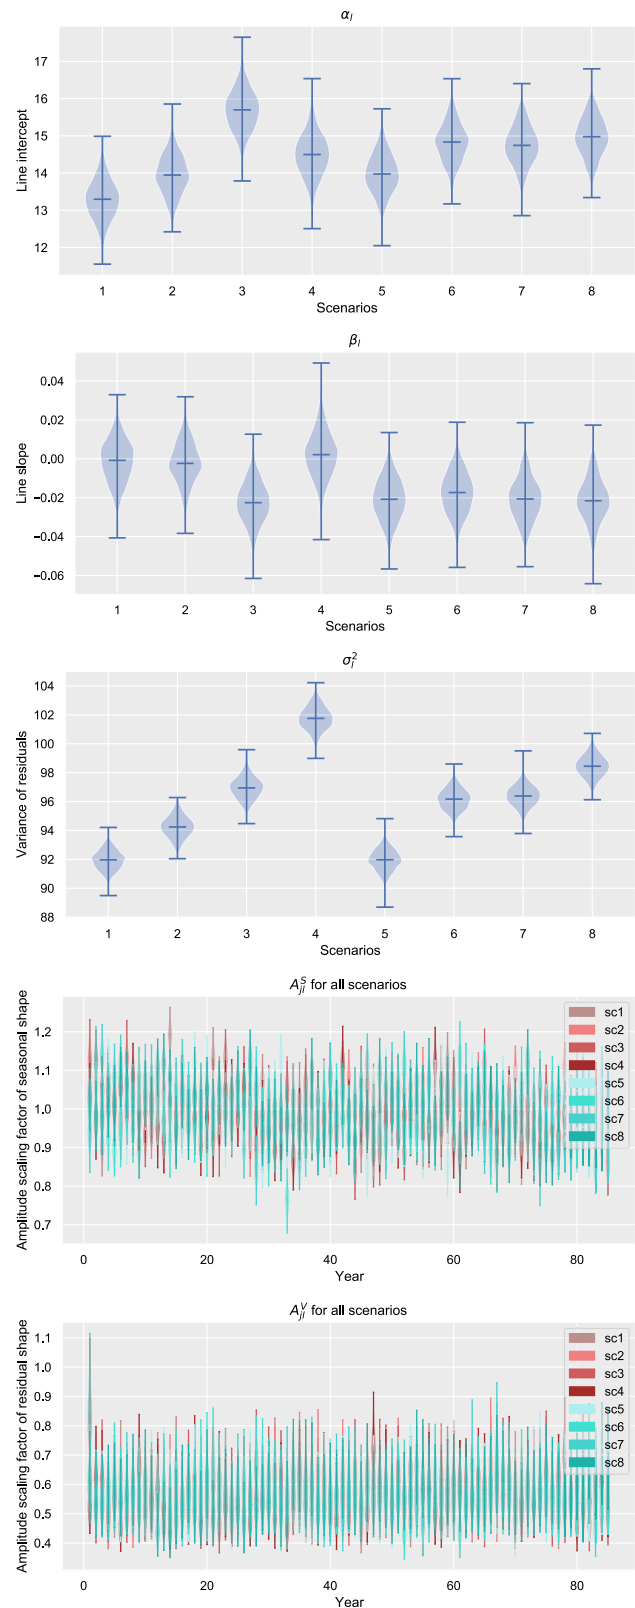 α_l
Line intercept
17
16
15
14
13
12
1 2 3 4 5 6 7 8
Scenarios
β_l
Line slope
0.04
0.02
0.00
−0.02
−0.04
−0.06
1 2 3 4 5 6 7 8
Scenarios
σ_l^2
Variance of residuals
104
102
100
98
96
94
92
90
88
1 2 3 4 5 6 7 8
Scenarios
A_{jl}^S for all scenarios
Amplitude scaling factor of seasonal shape
1.2
1.1
1.0
0.9
0.8
0.7
sc1
sc2
sc3
sc4
sc5
sc6
sc7
sc8
0 20 40 60 80
Year
A_{jl}^V for all scenarios
Amplitude scaling factor of residual shape
1.1
1.0
0.9
0.8
0.7
0.6
0.5
0.4
sc1
sc2
sc3
sc4
sc5
sc6
sc7
sc8
0 20 40 60 80
Year